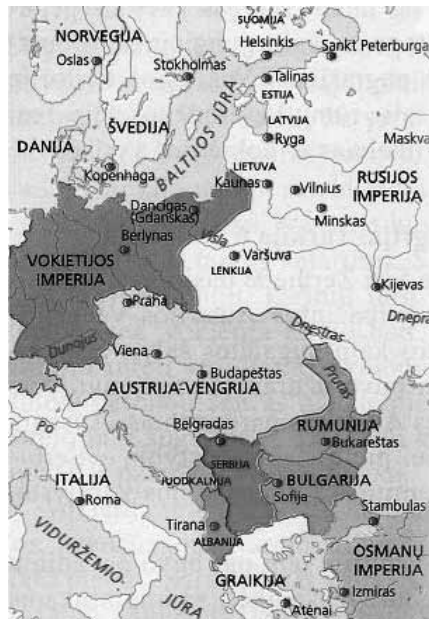 SUOMIJA
NORVEGIJA
Helsinkis
Sankt Peterburga
Oslas
Stokholmas
Talinas
ESTIJA
ŠVEDIJA
LATVIJA
Ryga
Maskva
DANIJA
BALTIJOS JŪRA
LIETUVA
RUSIJOS
IMPERIJA
Kopenhaga
Kaunas
Vilnius
Dancigas
(Gdanskas)
Minskas
Berlynas
Visla
Varšuva
VOKIETIJOS
IMPERIJA
LENKIJA
Kijevas
Praha
Dnepra
Dnestras
Dunojus
Viena
Prutas
Budapeštas
AUSTRIJA-VENGRIJA
Po
Belgradas
RUMUNIJA
Bukareštas
SERBIJA
ITALIJA
JUODKALNIJA
BULGARIJA
Roma
Sofija
Stambulas
Tirana
ALBANIJA
OSMANŲ
IMPERIJA
VIDURŽEMIO
JŪRA
GRAIKIJA
Izmiras
Atėnai